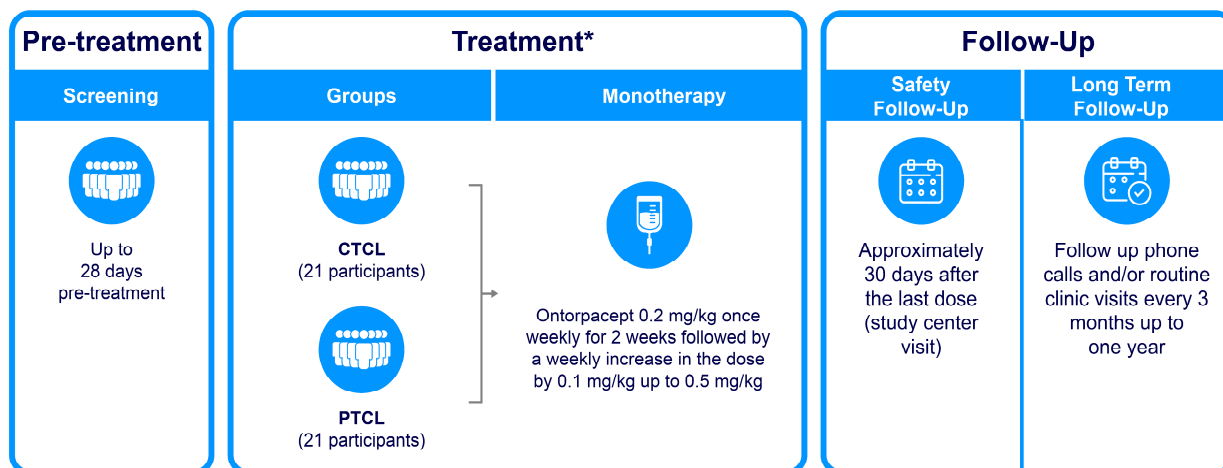 Pre-treatment
Screening
Up to
28 days
pre-treatment
Treatment*
Groups
Monotherapy
CTCL
(21 participants)
PTCL
(21 participants)
Ontorpacept 0.2 mg/kg once
weekly for 2 weeks followed by
a weekly increase in the dose
by 0.1 mg/kg up to 0.5 mg/kg
Follow-Up
Safety
Follow-Up
Approximately
30 days after
the last dose
(study center
visit)
Long Term
Follow-Up
Follow up phone
calls and/or routine
clinic visits every 3
months up to
one year